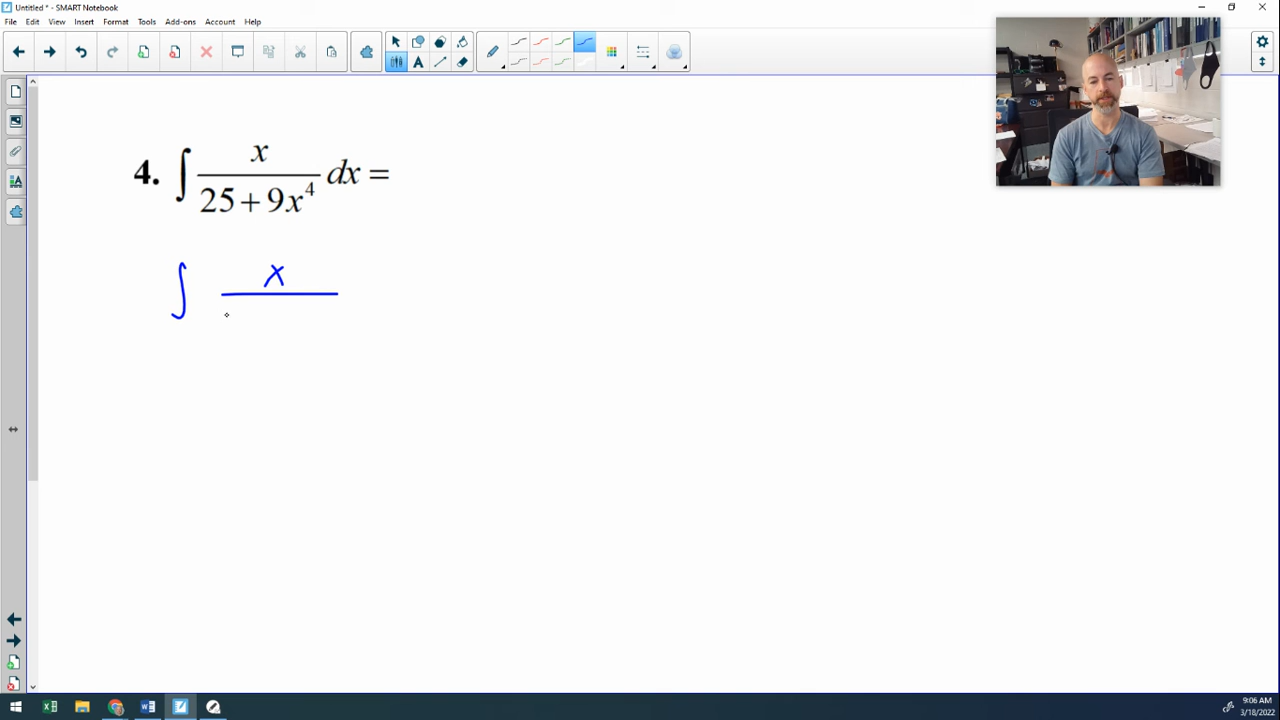 Untitled * - SMART Notebook
File Edit View Insert Format Tools Add-ons Account Help
4. ∫ x / (25 + 9x⁴) dx =
∫ x
9:06 AM
3/18/2022